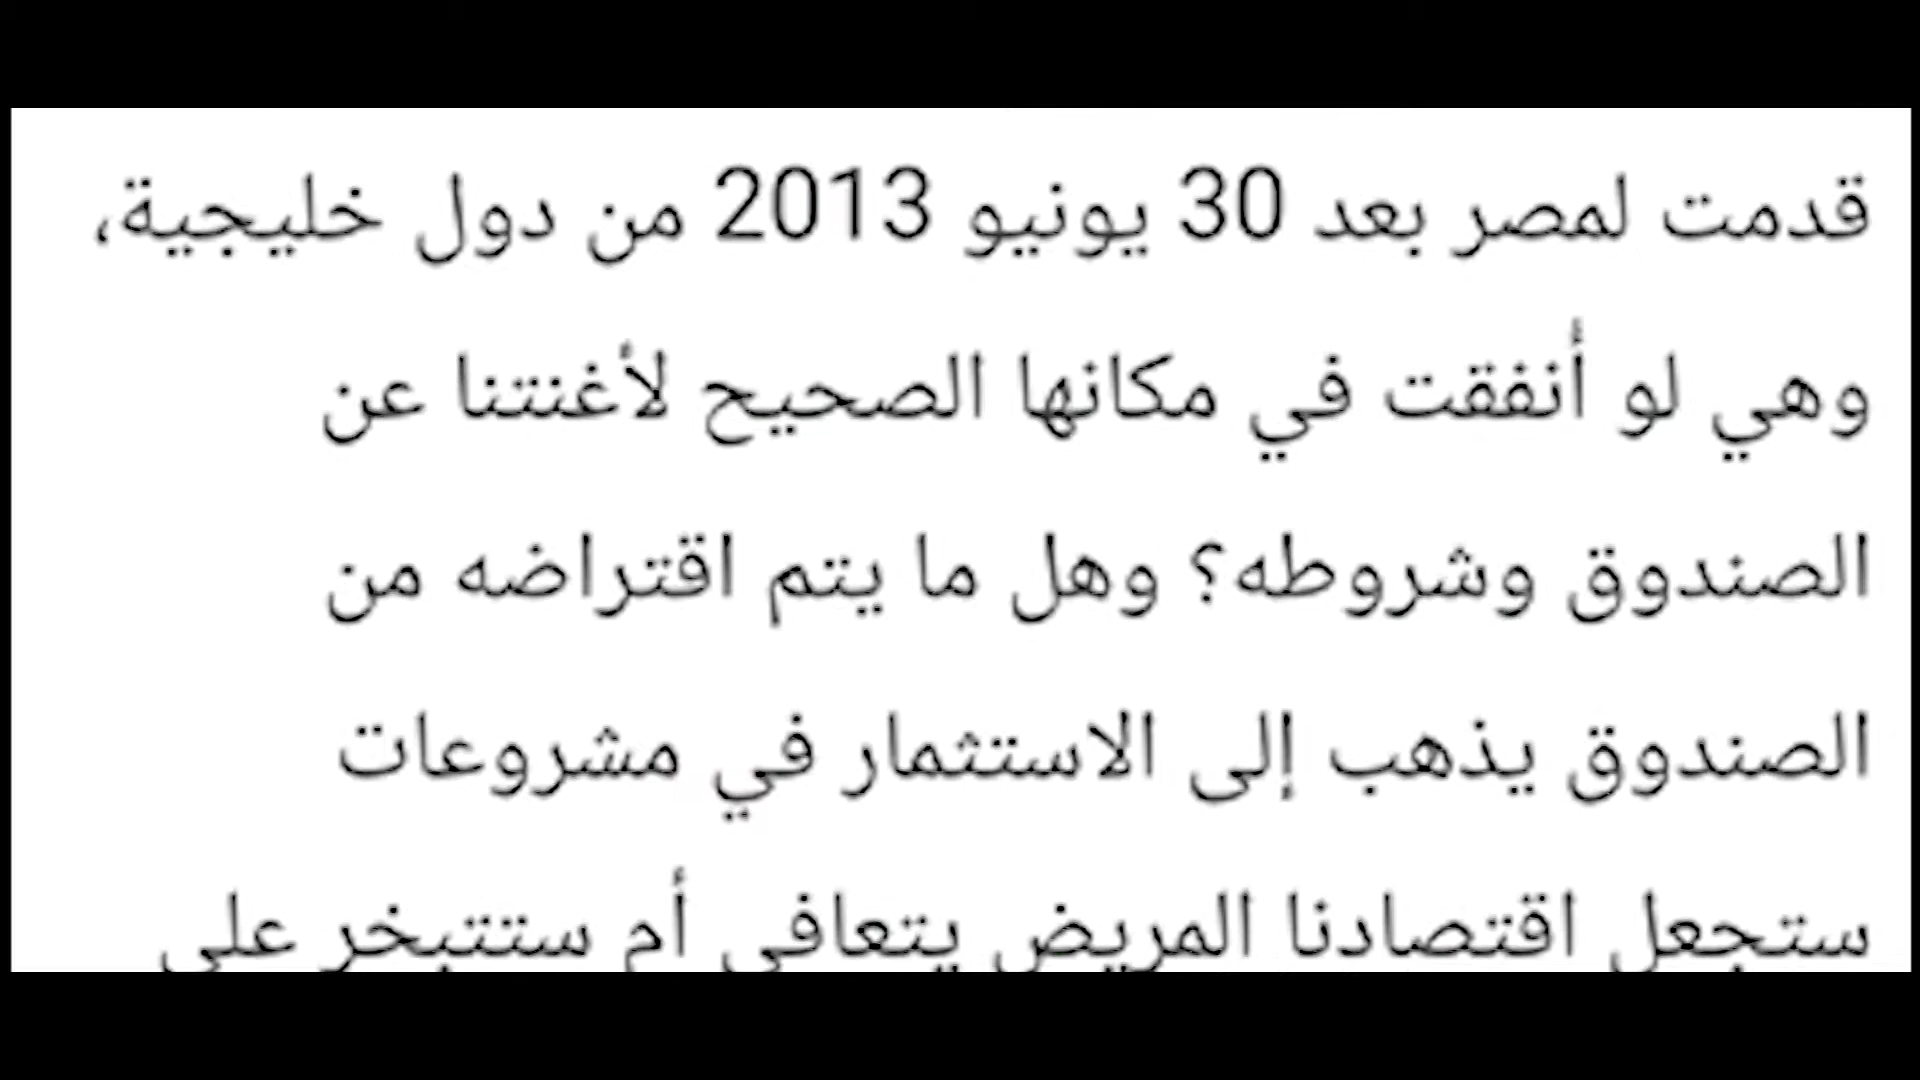 قدمت لمصر بعد 30 يونيو 2013 من دول خليجية،
وهي لو أنفقت في مكانها الصحيح لأغنتنا عن
الصندوق وشروطه؟ وهل ما يتم اقتراضه من
الصندوق يذهب إلى الاستثمار في مشروعات
ستجعل اقتصادنا المريض يتعافى أم ستتبخر على